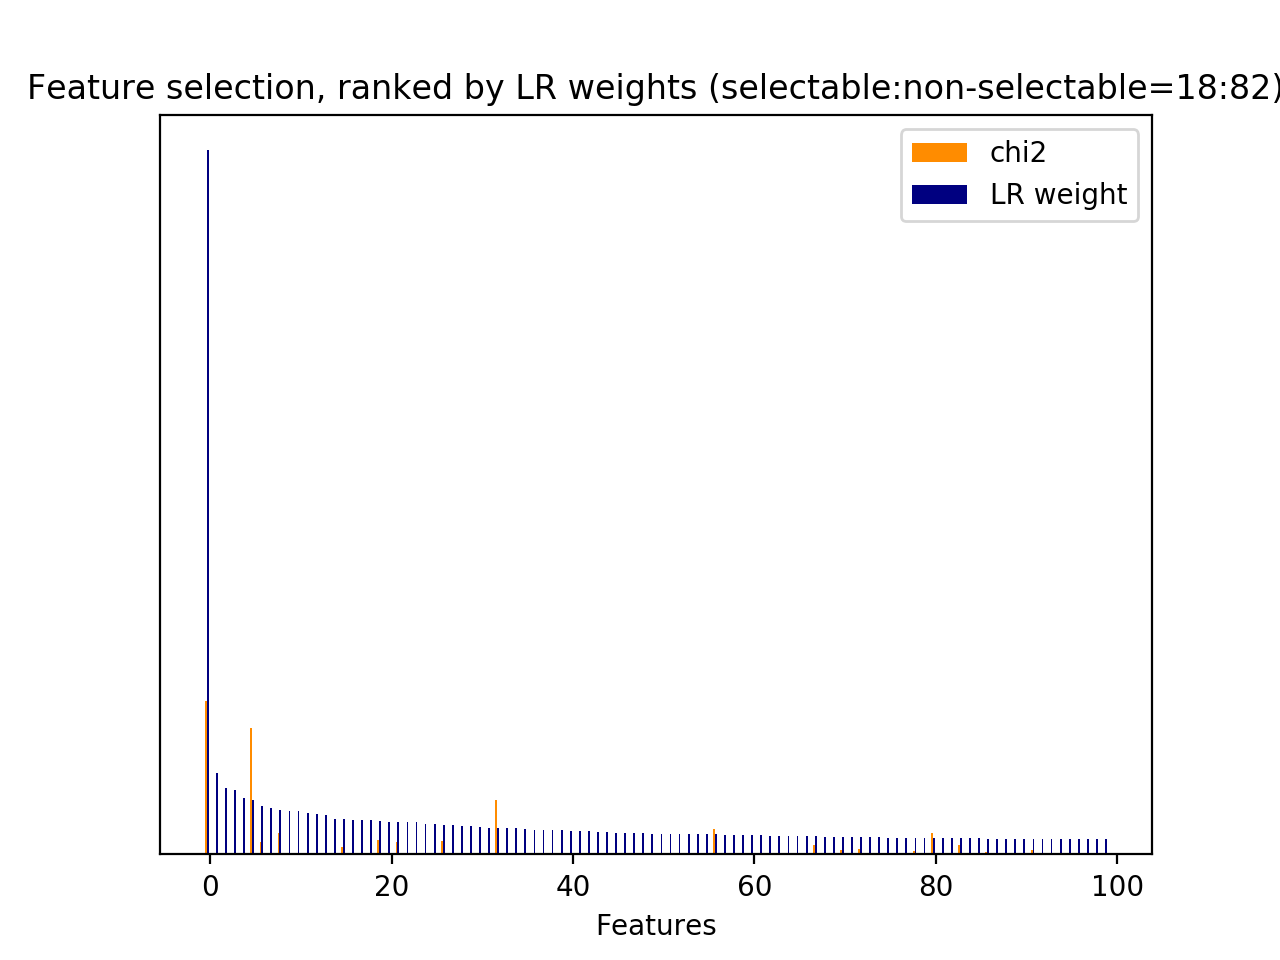 Feature selection, ranked by LR weights (selectable:non-selectable=18:82)
chi2
LR weight
0 20 40 60 80 100
Features